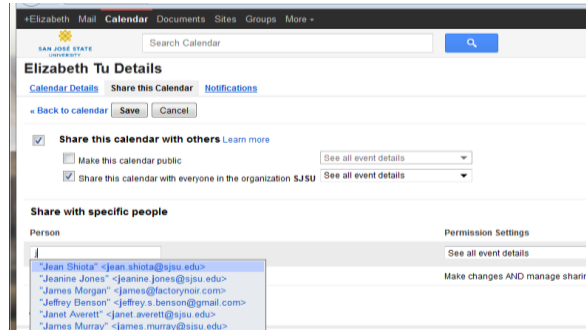 +Elizabeth Mail Calendar Documents Sites Groups More
SAN JOSÉ STATE
UNIVERSITY
Search Calendar
Elizabeth Tu Details
Calendar Details Share this Calendar Notifications
« Back to calendar Save Cancel
Share this calendar with others Learn more
Make this calendar public See all event details
Share this calendar with everyone in the organization SJSU See all event details
Share with specific people
Person Permission Settings
j See all event details
"Jean Shiota" <jean.shiota@sjsu.edu>
"Jeanine Jones" <jeanine.jones@sjsu.edu> Make changes AND manage sharin
"James Morgan" <james@factorynoir.com>
"Jeffrey Benson" <jeffrey.s.benson@gmail.com>
"Janet Averett" <janet.averett@sjsu.edu>
"James Murray" <james.murray@sjsu.edu>